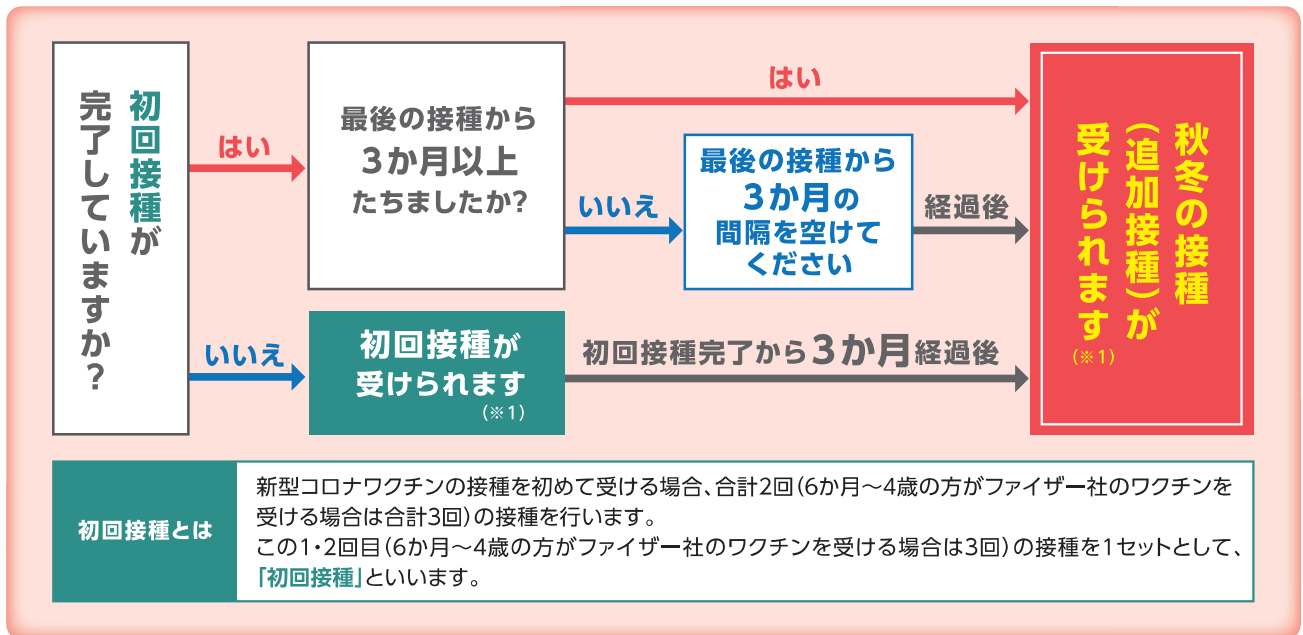 初回接種が
完了していますか？
はい
いいえ
最後の接種から
3か月以上
たちましたか?
はい
いいえ
最後の接種から
3か月の
間隔を空けて
ください
経過後
初回接種が
受けられます
(※1)
初回接種完了から3か月経過後
秋冬の接種
(追加接種)が
受けられます
(※1)
初回接種とは
新型コロナワクチンの接種を初めて受ける場合、合計2回(6か月～4歳の方がファイザー社のワクチンを
受ける場合は合計3回)の接種を行います。
この1・2回目(6か月～4歳の方がファイザー社のワクチンを受ける場合は3回)の接種を1セットとして、
「初回接種」といいます。